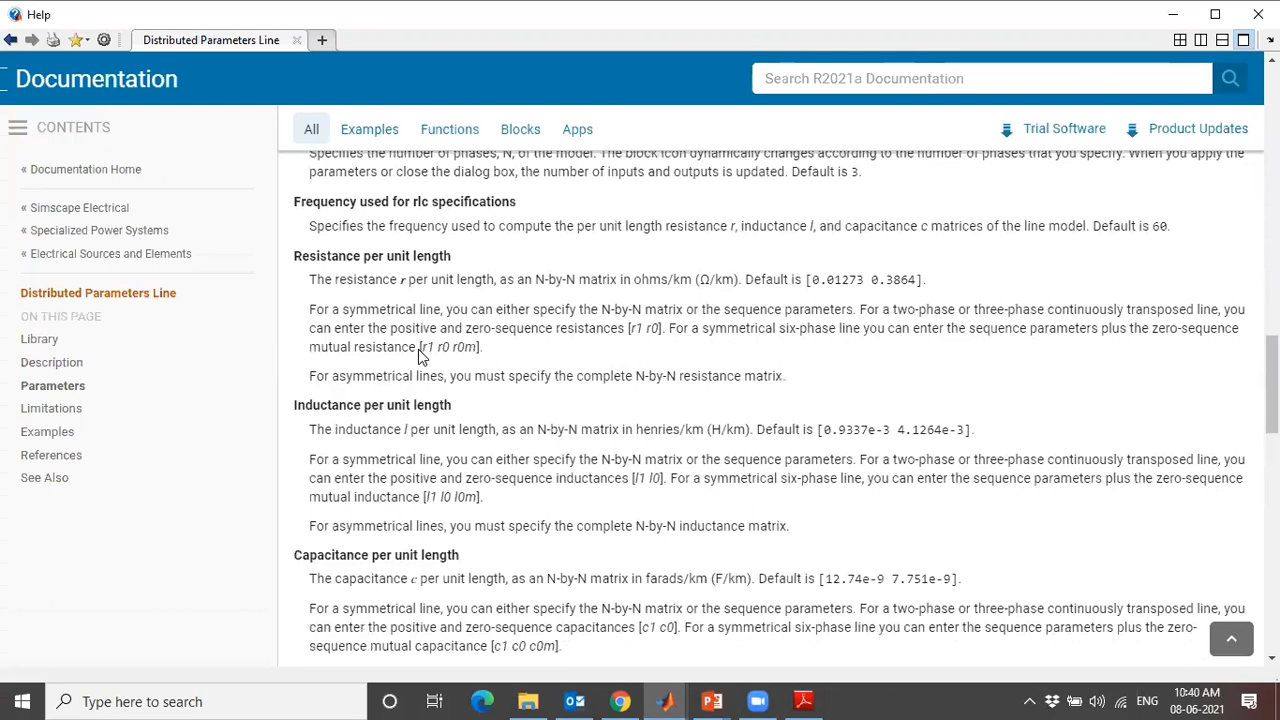 Help
Distributed Parameters Line
Documentation
Search R2021a Documentation
CONTENTS
All
Examples
Functions
Blocks
Apps
Trial Software
Product Updates
« Documentation Home
« Simscape Electrical
« Specialized Power Systems
« Electrical Sources and Elements
Distributed Parameters Line
ON THIS PAGE
Library
Description
Parameters
Limitations
Examples
References
See Also
Specifies the number of phases, N, of the model. The block icon dynamically changes according to the number of phases that you specify. When you apply the
parameters or close the dialog box, the number of inputs and outputs is updated. Default is 3.
Frequency used for rlc specifications
Specifies the frequency used to compute the per unit length resistance r, inductance l, and capacitance c matrices of the line model. Default is 60.
Resistance per unit length
The resistance r per unit length, as an N-by-N matrix in ohms/km (Ω/km). Default is [0.01273 0.3864].
For a symmetrical line, you can either specify the N-by-N matrix or the sequence parameters. For a two-phase or three-phase continuously transposed line, you
can enter the positive and zero-sequence resistances [r1 r0]. For a symmetrical six-phase line you can enter the sequence parameters plus the zero-sequence
mutual resistance [r1 r0 r0m].
For asymmetrical lines, you must specify the complete N-by-N resistance matrix.
Inductance per unit length
The inductance l per unit length, as an N-by-N matrix in henries/km (H/km). Default is [0.9337e-3 4.1264e-3].
For a symmetrical line, you can either specify the N-by-N matrix or the sequence parameters. For a two-phase or three-phase continuously transposed line, you
can enter the positive and zero-sequence inductances [l1 l0]. For a symmetrical six-phase line, you can enter the sequence parameters plus the zero-sequence
mutual inductance [l1 l0 l0m].
For asymmetrical lines, you must specify the complete N-by-N inductance matrix.
Capacitance per unit length
The capacitance c per unit length, as an N-by-N matrix in farads/km (F/km). Default is [12.74e-9 7.751e-9].
For a symmetrical line, you can either specify the N-by-N matrix or the sequence parameters. For a two-phase or three-phase continuously transposed line, you
can enter the positive and zero-sequence capacitances [c1 c0]. For a symmetrical six-phase line you can enter the sequence parameters plus the zero-
sequence mutual capacitance [c1 c0 c0m].
Type here to search
ENG
10:40 AM
08-06-2021